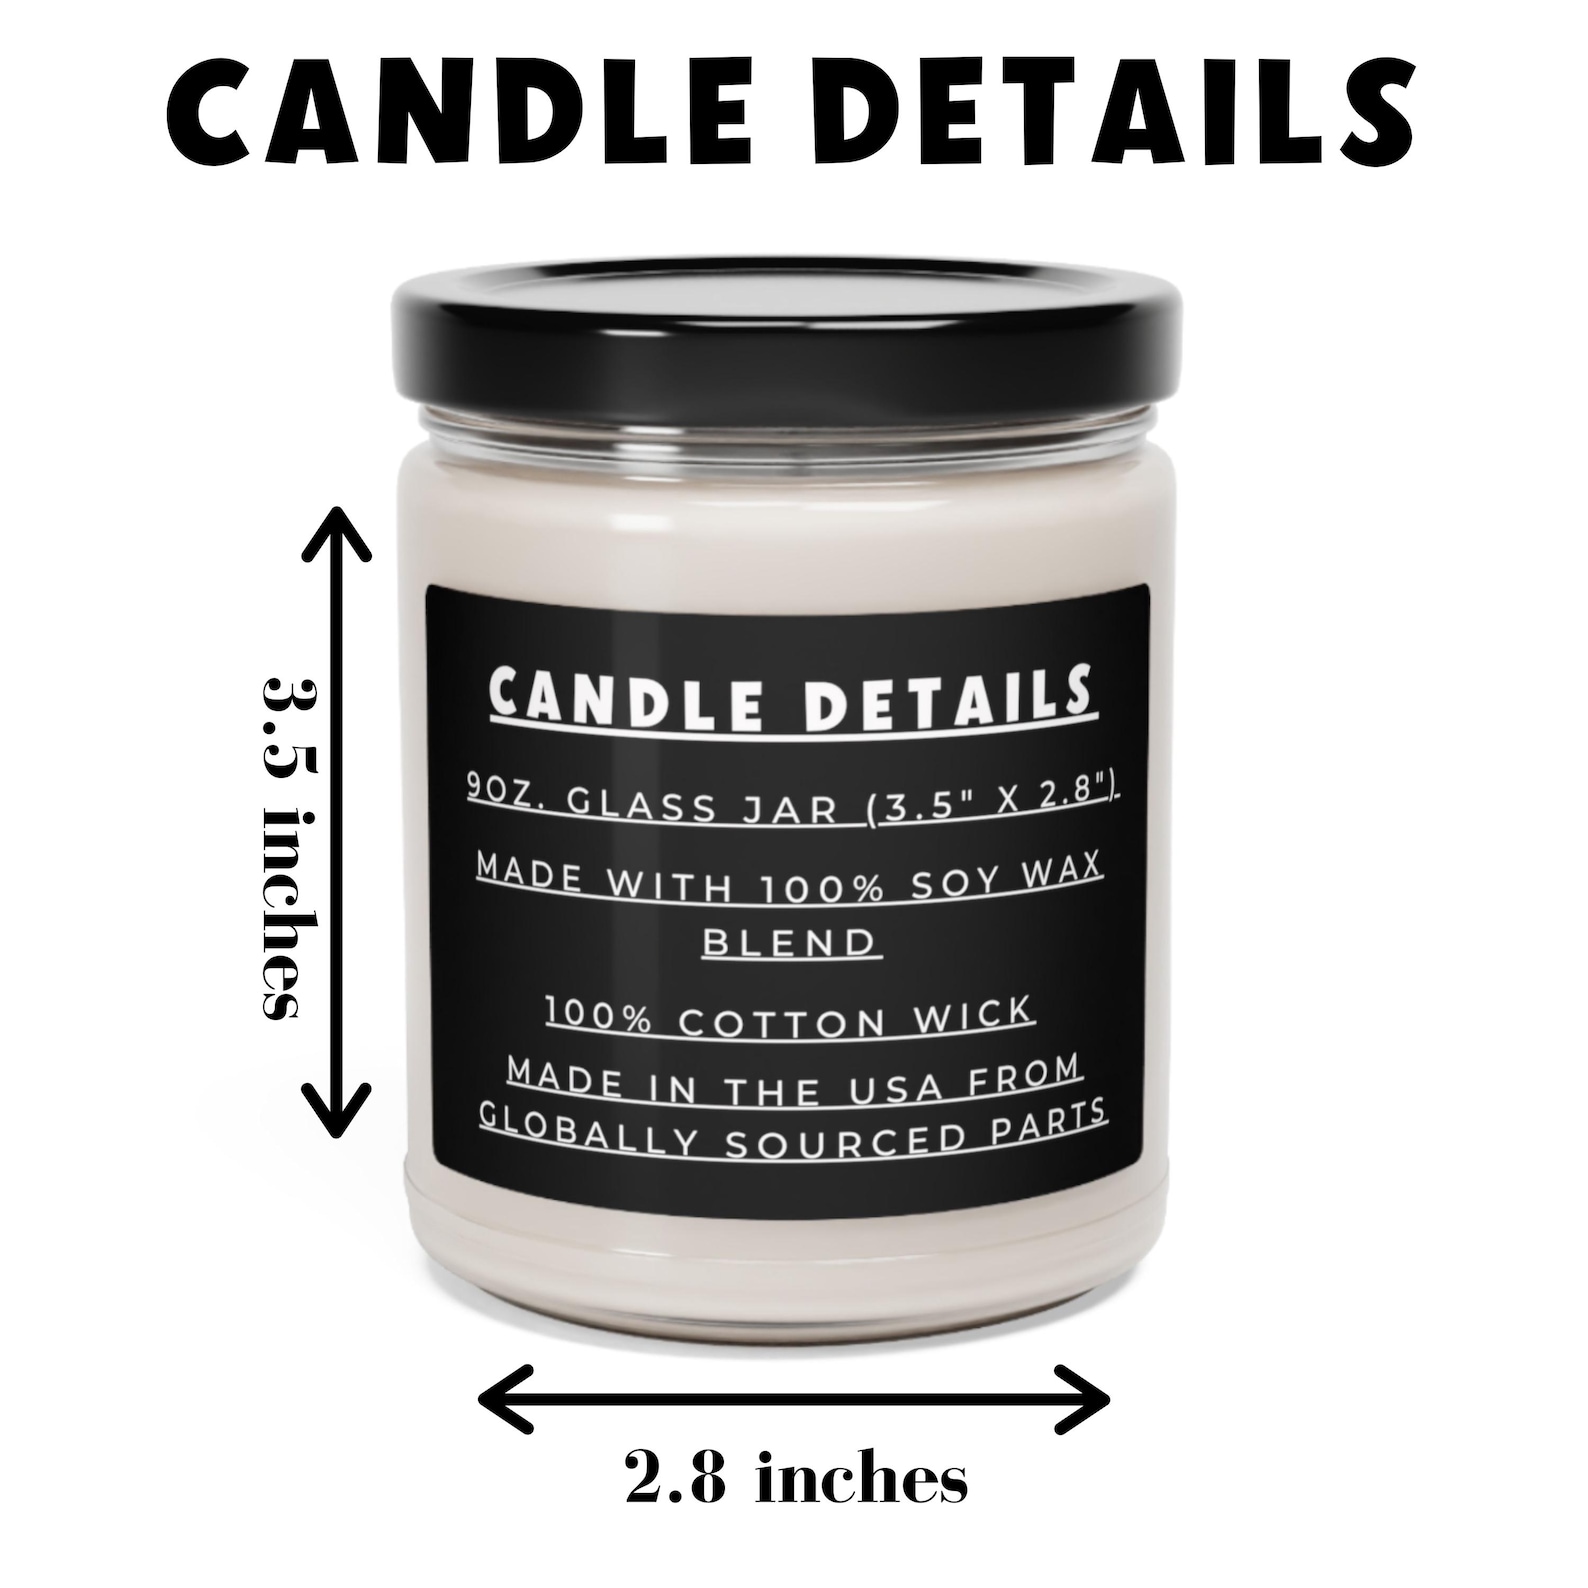 CANDLE DETAILS
3.5 inches
CANDLE DETAILS
9OZ. GLASS JAR (3.5" X 2.8")
MADE WITH 100% SOY WAX
BLEND
100% COTTON WICK
MADE IN THE USA FROM
GLOBALLY SOURCED PARTS
2.8 inches